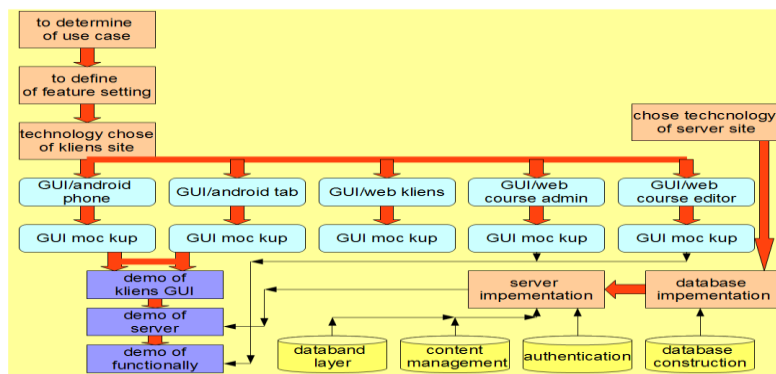 to determine
of use case
to define
of feature setting
technology chose
of kliens site
chose techcnology
of server site
GUI/android
phone
GUI/android tab
GUI/web kliens
GUI/web
course admin
GUI/web
course editor
GUI moc kup
GUI moc kup
GUI moc kup
GUI moc kup
GUI moc kup
demo of
kliens GUI
server
impementation
database
impementation
demo of
server
demo of
functionally
databand
layer
content
management
authentication
database
construction